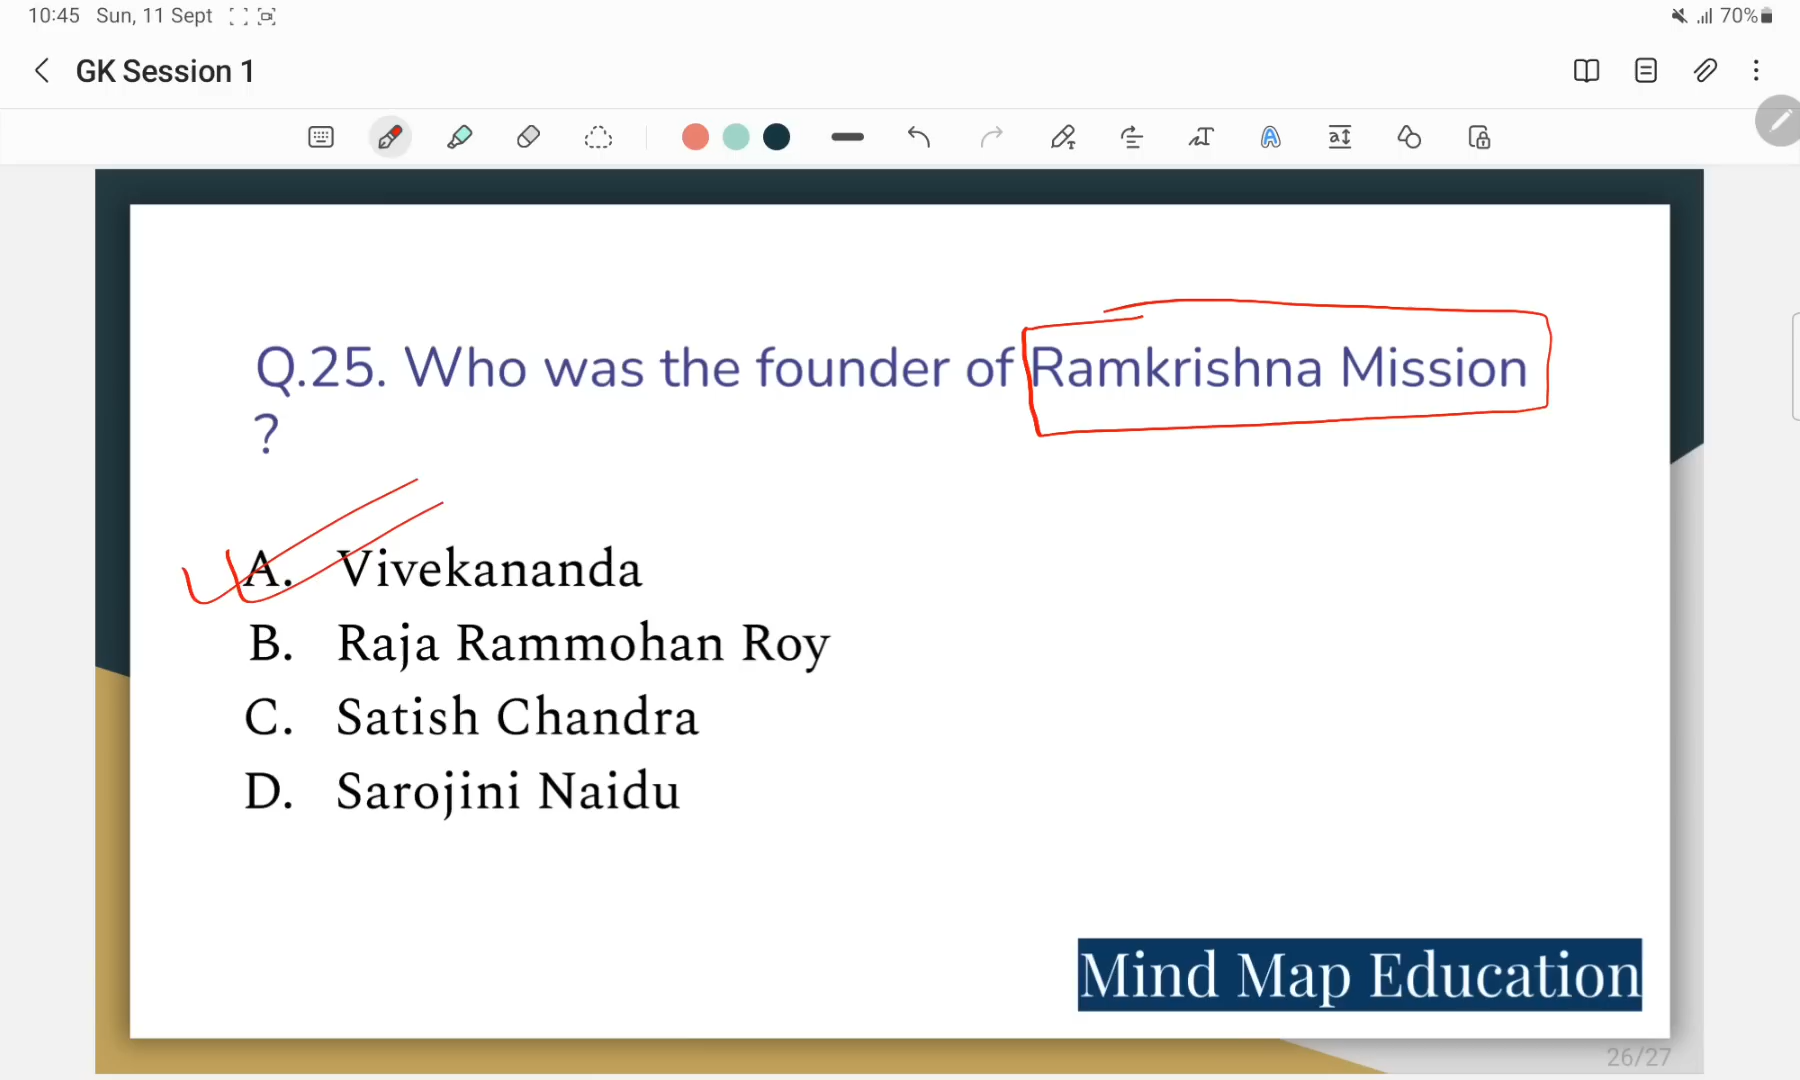 10:45 Sun, 11 Sept 70%
GK Session 1
Q.25. Who was the founder of Ramkrishna Mission
?
A. Vivekananda
B. Raja Rammohan Roy
C. Satish Chandra
D. Sarojini Naidu
Mind Map Education
26/27